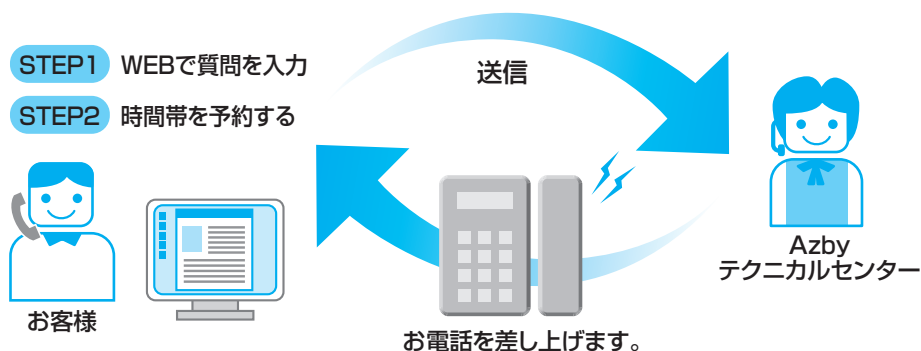 STEP1 WEBで質問を入力
STEP2 時間帯を予約する
送信
お客様
Azby
テクニカルセンター
お電話を差し上げます。